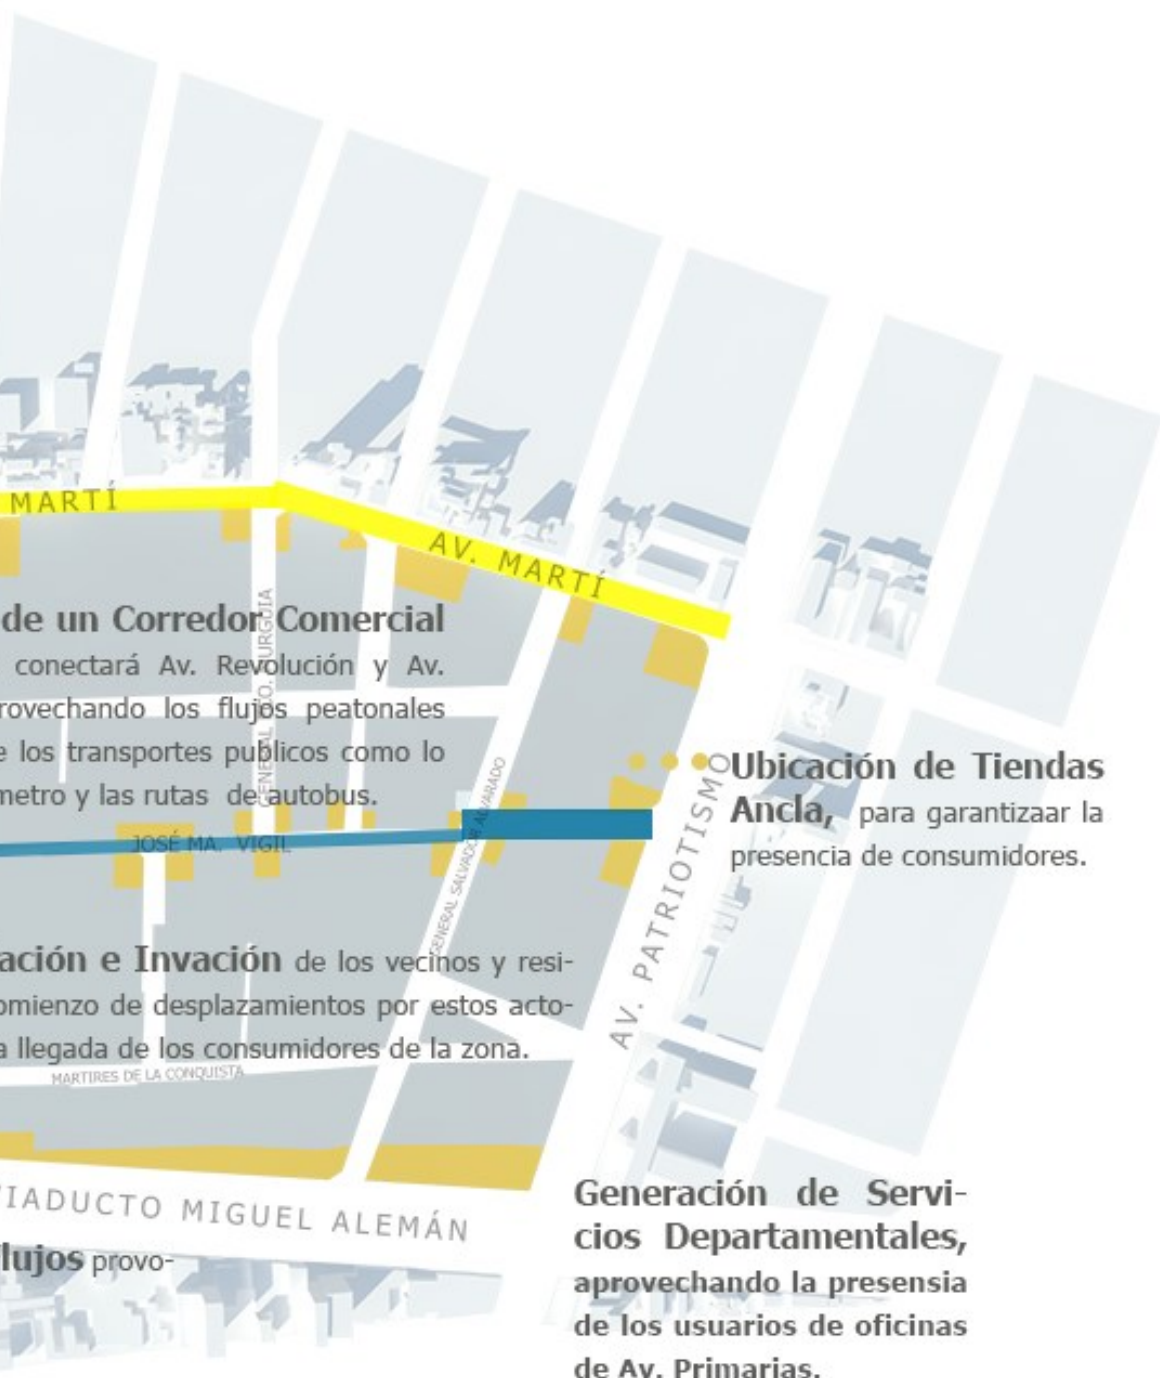 MARTÍ
AV. MARTÍ
de un Corredor Comercial
conectará Av. Revolución y Av.
rovechando los flujos peatonales
e los transportes publicos como lo
metro y las rutas de autobus.
JOSÉ MA. VIGIL
GENERAL SALVADOR ALVARADO
AV. PATRIOTISMO
Ubicación de Tiendas
Ancla, para garantizaar la
presencia de consumidores.
ación e Invación de los vecinos y resi-
omienzo de desplazamientos por estos acto-
a llegada de los consumidores de la zona.
MARTIRES DE LA CONQUISTA
IADUCTO MIGUEL ALEMÁN
lujos provo-
Generación de Servi-
cios Departamentales,
aprovechando la presensia
de los usuarios de oficinas
de Av. Primarias.